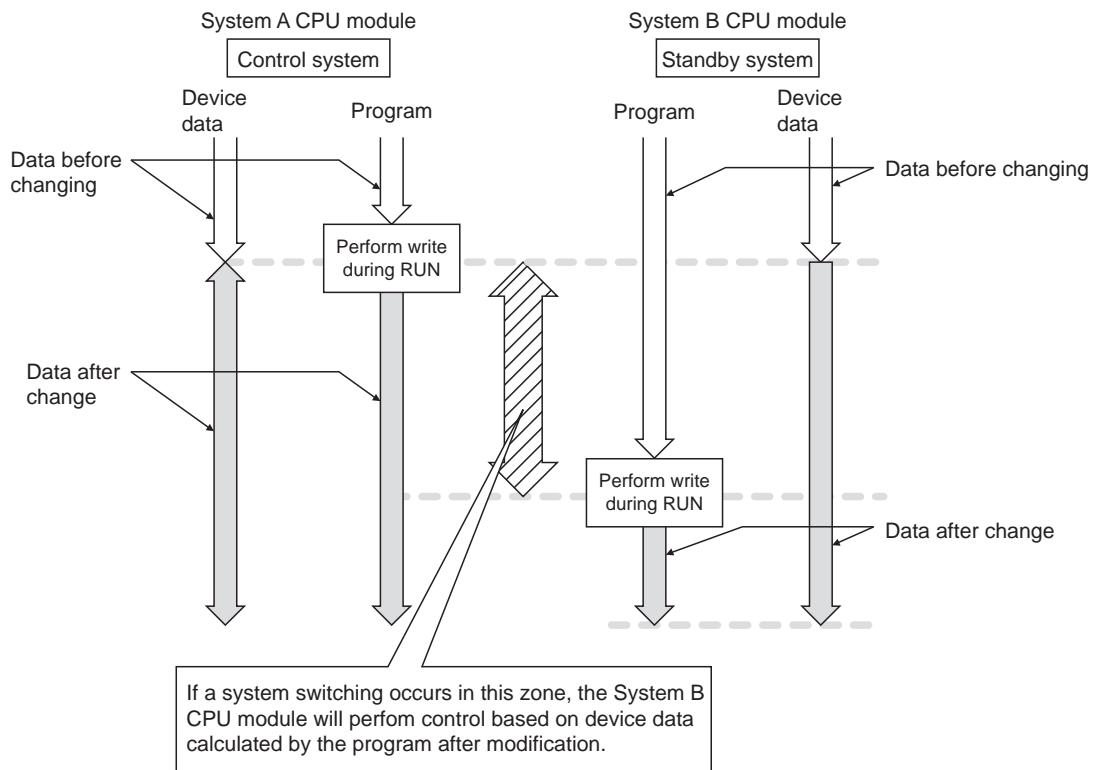 System A CPU module
Control system
Device
data
Program
System B CPU module
Standby system
Program
Device
data
Data before
changing
Data before changing
Perform write
during RUN
Data after
change
Perform write
during RUN
Data after change
If a system switching occurs in this zone, the System B
CPU module will perfom control based on device data
calculated by the program after modification.